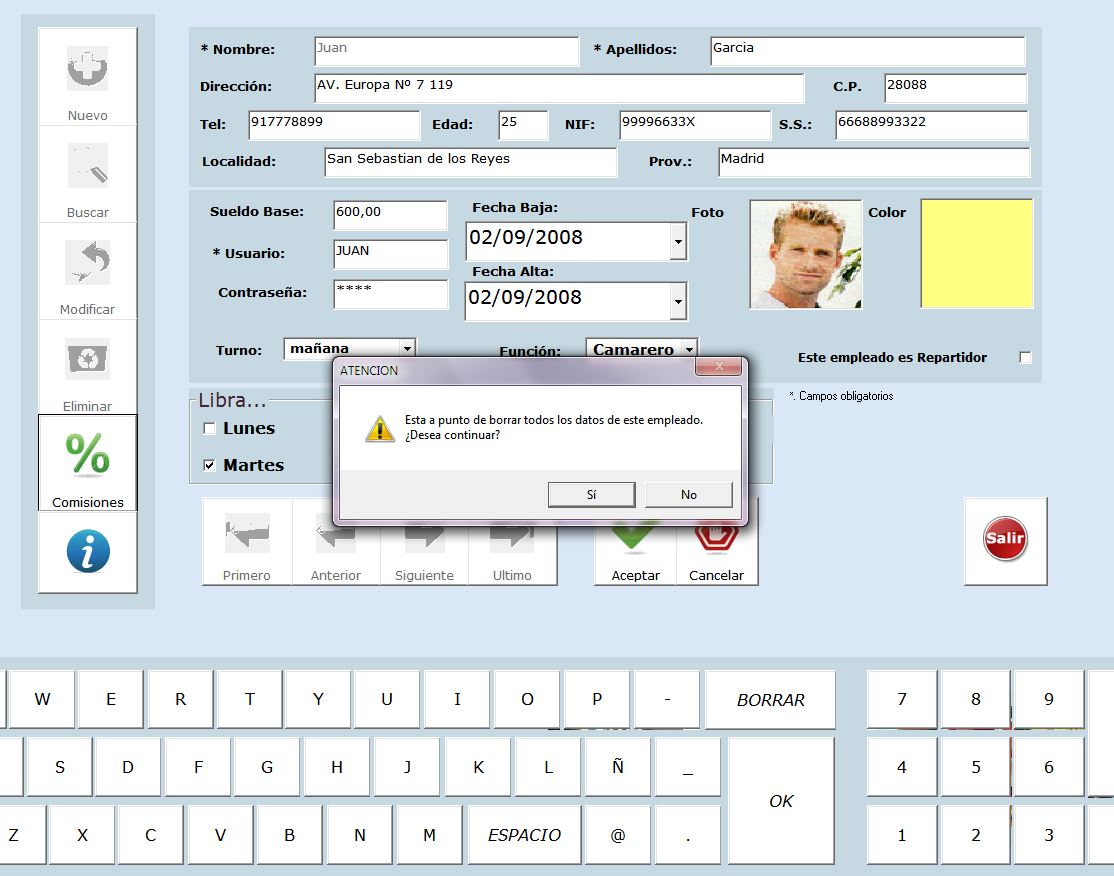 Nuevo
Buscar
Modificar
Eliminar
%
Comisiones
i
* Nombre: Juan * Apellidos: Garcia
Dirección: AV. Europa Nº 7 119 C.P. 28088
Tel: 917778899 Edad: 25 NIF: 99996633X S.S.: 66688993322
Localidad: San Sebastian de los Reyes Prov.: Madrid
Sueldo Base: 600,00 Fecha Baja: 02/09/2008 Foto Color
* Usuario: JUAN Fecha Alta: 02/09/2008
Contraseña: ****
Turno: mañana Función: Camarero Este empleado es Repartidor
*. Campos obligatorios
Libra...
Lunes
Martes
ATENCION
Esta a punto de borrar todos los datos de este empleado.
¿Desea continuar?
Sí No
Primero Anterior Siguiente Ultimo Aceptar Cancelar Salir
W E R T Y U I O P - BORRAR 7 8 9
S D F G H J K L Ñ _ OK 4 5 6
Z X C V B N M ESPACIO @ . 1 2 3